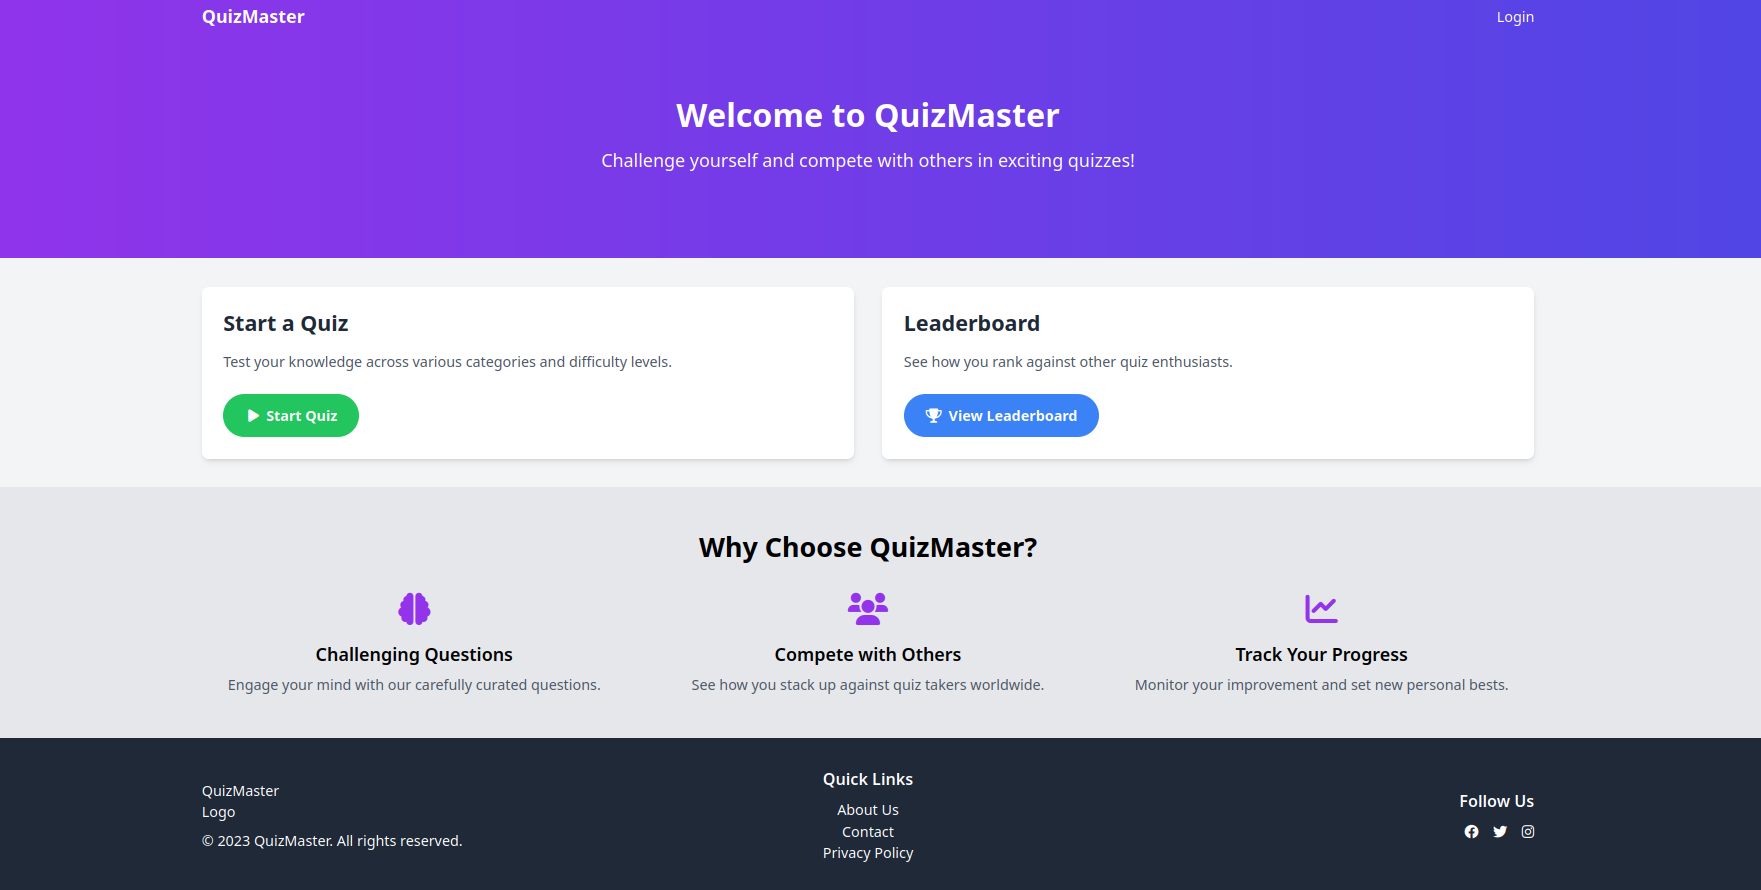 QuizMaster
Login
Welcome to QuizMaster
Challenge yourself and compete with others in exciting quizzes!
Start a Quiz
Test your knowledge across various categories and difficulty levels.
Start Quiz
Leaderboard
See how you rank against other quiz enthusiasts.
View Leaderboard
Why Choose QuizMaster?
Challenging Questions
Engage your mind with our carefully curated questions.
Compete with Others
See how you stack up against quiz takers worldwide.
Track Your Progress
Monitor your improvement and set new personal bests.
QuizMaster
Logo
© 2023 QuizMaster. All rights reserved.
Quick Links
About Us
Contact
Privacy Policy
Follow Us